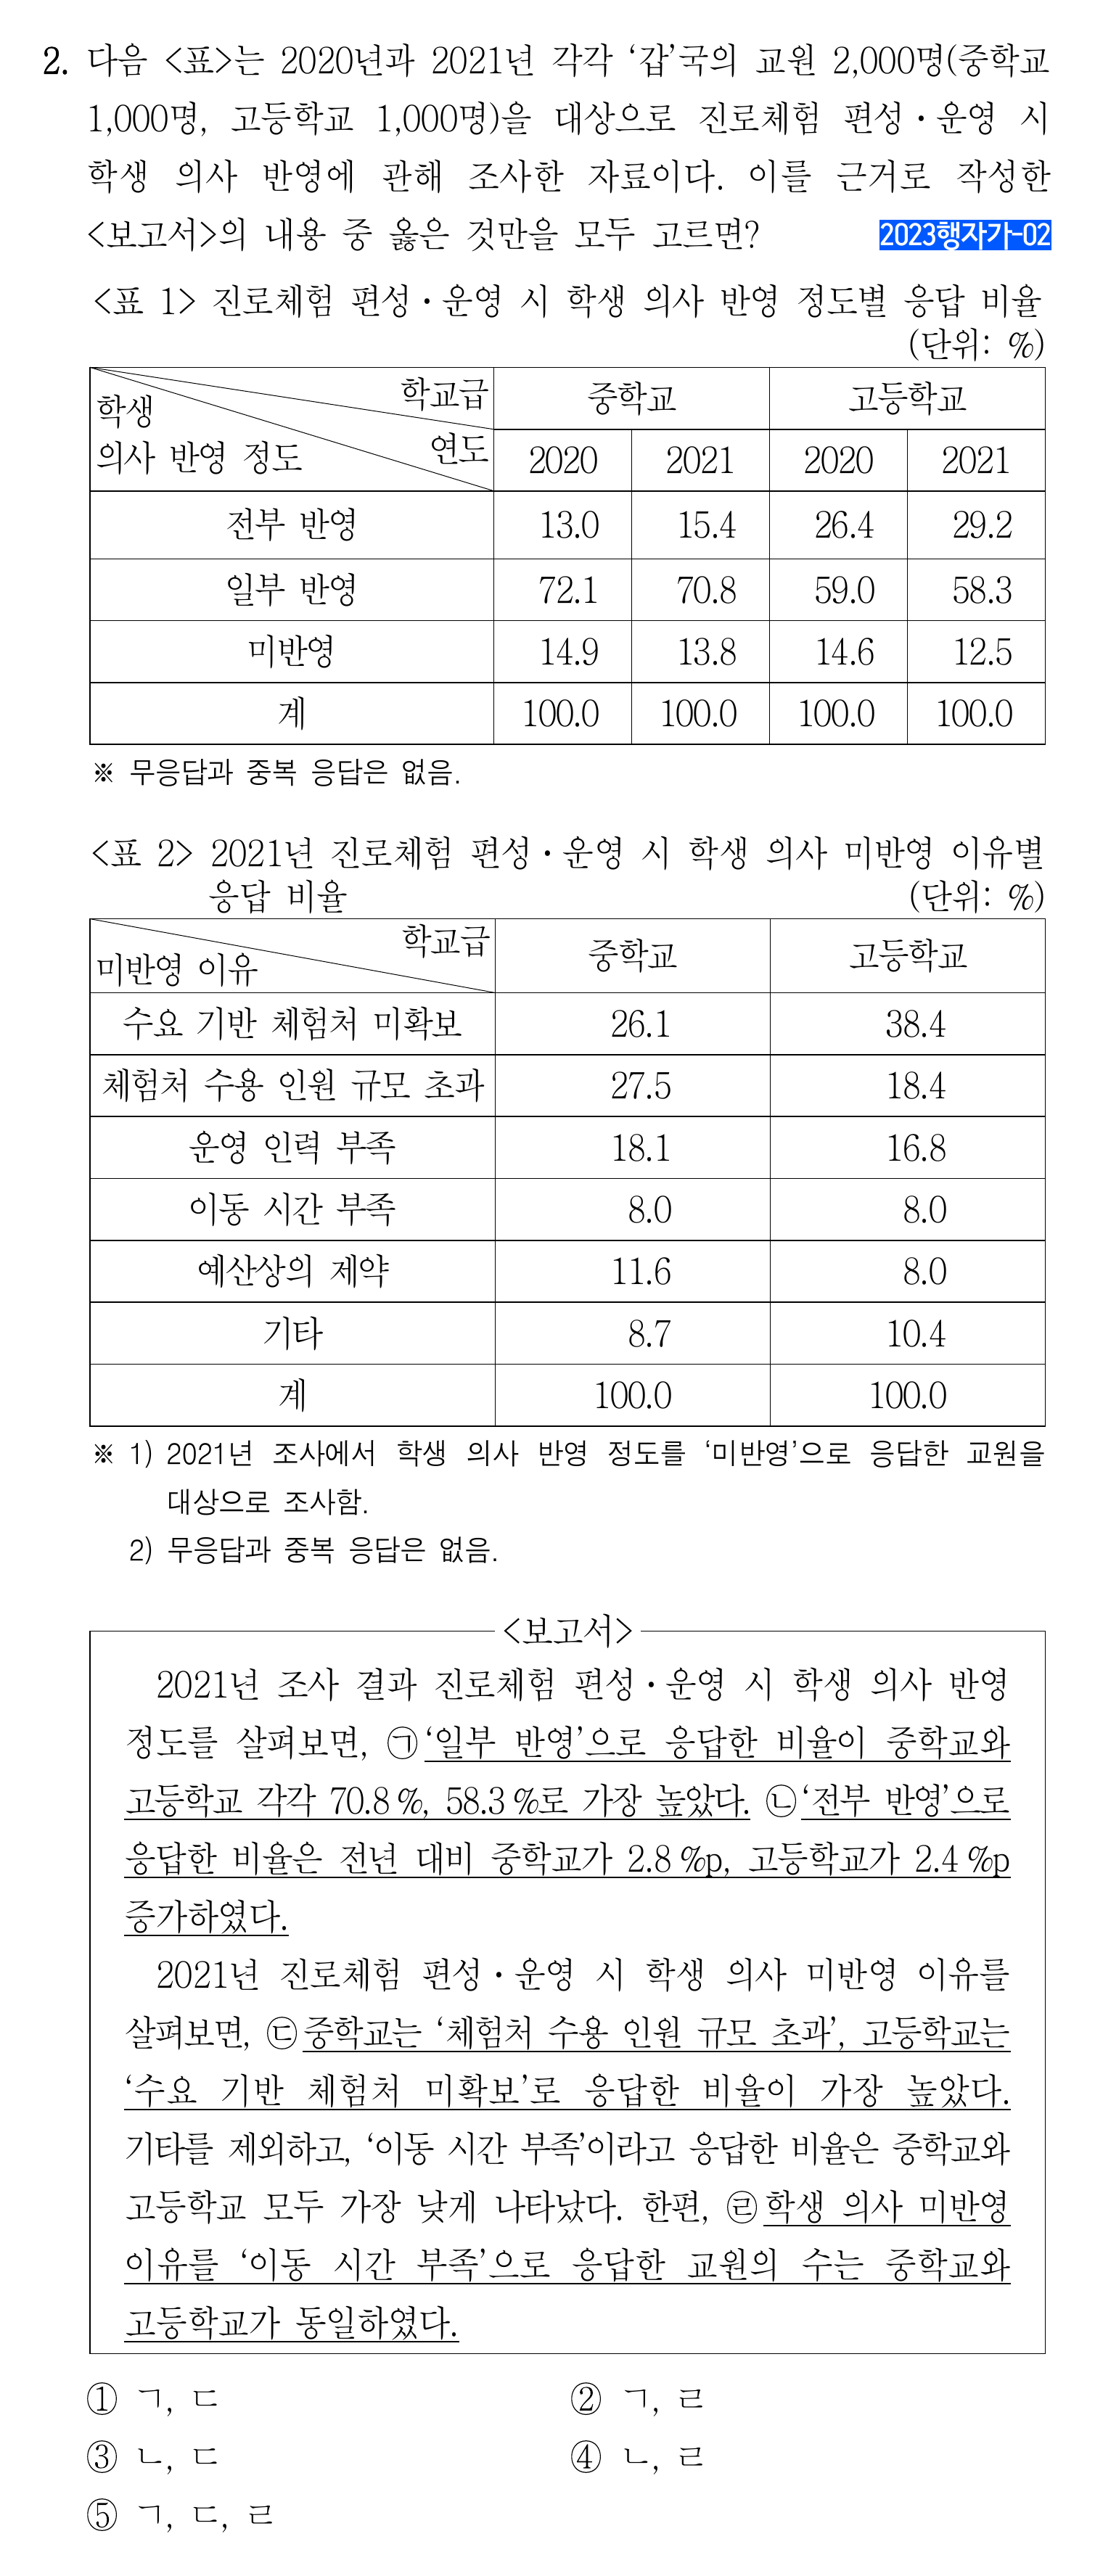 2. 다음 <표>는 2020년과 2021년 각각 ‘갑’국의 교원 2,000명(중학교
1,000명, 고등학교 1,000명)을 대상으로 진로체험 편성・운영 시
학생 의사 반영에 관해 조사한 자료이다. 이를 근거로 작성한
<보고서>의 내용 중 옳은 것만을 모두 고르면? 2023행자가-02
<표 1> 진로체험 편성・운영 시 학생 의사 반영 정도별 응답 비율
(단위: %)
학교급 중학교 고등학교
학생
의사 반영 정도 연도 2020 2021 2020 2021
전부 반영 13.0 15.4 26.4 29.2
일부 반영 72.1 70.8 59.0 58.3
미반영 14.9 13.8 14.6 12.5
계 100.0 100.0 100.0 100.0
※ 무응답과 중복 응답은 없음.
<표 2> 2021년 진로체험 편성・운영 시 학생 의사 미반영 이유별
응답 비율 (단위: %)
학교급 중학교 고등학교
미반영 이유
수요 기반 체험처 미확보 26.1 38.4
체험처 수용 인원 규모 초과 27.5 18.4
운영 인력 부족 18.1 16.8
이동 시간 부족 8.0 8.0
예산상의 제약 11.6 8.0
기타 8.7 10.4
계 100.0 100.0
※ 1) 2021년 조사에서 학생 의사 반영 정도를 ‘미반영’으로 응답한 교원을
대상으로 조사함.
2) 무응답과 중복 응답은 없음.
<보고서>
2021년 조사 결과 진로체험 편성・운영 시 학생 의사 반영
정도를 살펴보면, ㉠‘일부 반영’으로 응답한 비율이 중학교와
고등학교 각각 70.8 %, 58.3 %로 가장 높았다. ㉡‘전부 반영’으로
응답한 비율은 전년 대비 중학교가 2.8 %p, 고등학교가 2.4 %p
증가하였다.
2021년 진로체험 편성・운영 시 학생 의사 미반영 이유를
살펴보면, ㉢중학교는 ‘체험처 수용 인원 규모 초과’, 고등학교는
‘수요 기반 체험처 미확보’로 응답한 비율이 가장 높았다.
기타를 제외하고, ‘이동 시간 부족’이라고 응답한 비율은 중학교와
고등학교 모두 가장 낮게 나타났다. 한편, ㉣학생 의사 미반영
이유를 ‘이동 시간 부족’으로 응답한 교원의 수는 중학교와
고등학교가 동일하였다.
① ㄱ, ㄷ ② ㄱ, ㄹ
③ ㄴ, ㄷ ④ ㄴ, ㄹ
⑤ ㄱ, ㄷ, ㄹ